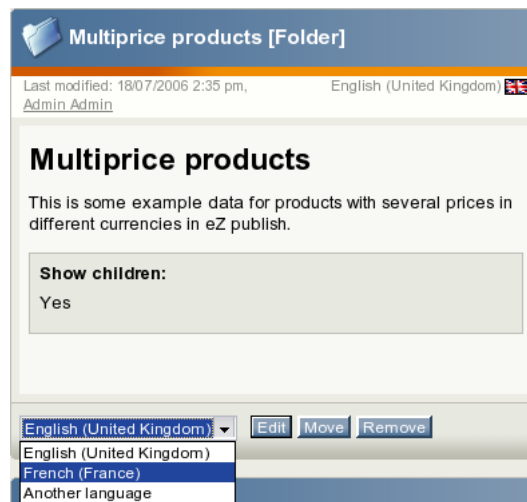 Multiprice products [Folder]
Last modified: 18/07/2006 2:35 pm, English (United Kingdom)
Admin Admin
Multiprice products
This is some example data for products with several prices in
different currencies in eZ publish.
Show children:
Yes
English (United Kingdom) Edit Move Remove
English (United Kingdom)
French (France)
Another language